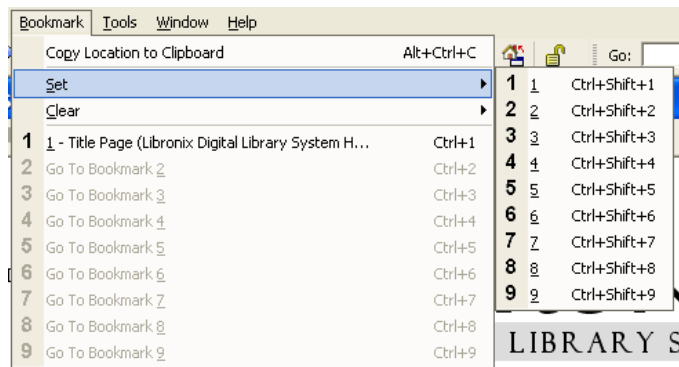 Bookmark Tools Window Help
Copy Location to Clipboard Alt+Ctrl+C
Go:
Set
Clear
1 1 - Title Page (Libronix Digital Library System H... Ctrl+1
2 Go To Bookmark 2 Ctrl+2
3 Go To Bookmark 3 Ctrl+3
4 Go To Bookmark 4 Ctrl+4
5 Go To Bookmark 5 Ctrl+5
6 Go To Bookmark 6 Ctrl+6
7 Go To Bookmark 7 Ctrl+7
8 Go To Bookmark 8 Ctrl+8
9 Go To Bookmark 9 Ctrl+9
1 1 Ctrl+Shift+1
2 2 Ctrl+Shift+2
3 3 Ctrl+Shift+3
4 4 Ctrl+Shift+4
5 5 Ctrl+Shift+5
6 6 Ctrl+Shift+6
7 7 Ctrl+Shift+7
8 8 Ctrl+Shift+8
9 9 Ctrl+Shift+9
LIBRARY S